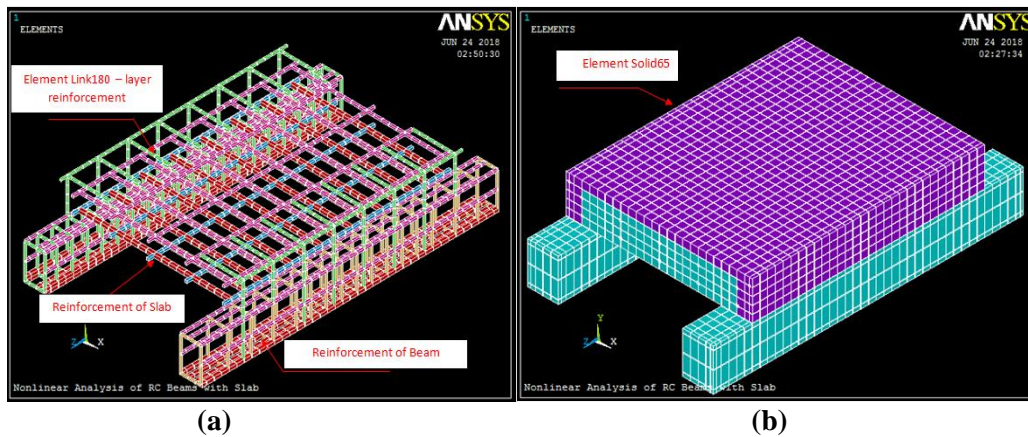 1
ELEMENTS
ANSYS
JUN 24 2018
02:50:30
Element Link180 – layer
reinforcement
Reinforcement of Slab
Reinforcement of Beam
Z
X
Nonlinear Analysis of RC Beams with Slab
(a)
1
ELEMENTS
ANSYS
JUN 24 2018
02:27:34
Element Solid65
Y
Z
X
Nonlinear Analysis of RC Beams with Slab
(b)